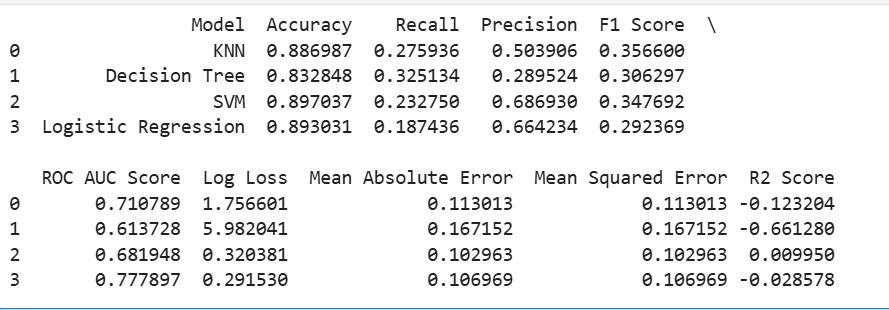 Model Accuracy Recall Precision F1 Score \
0 KNN 0.886987 0.275936 0.503906 0.356600
1 Decision Tree 0.832848 0.325134 0.289524 0.306297
2 SVM 0.897037 0.232750 0.686930 0.347692
3 Logistic Regression 0.893031 0.187436 0.664234 0.292369
ROC AUC Score Log Loss Mean Absolute Error Mean Squared Error R2 Score
0 0.710789 1.756601 0.113013 0.113013 -0.123204
1 0.613728 5.982041 0.167152 0.167152 -0.661280
2 0.681948 0.320381 0.102963 0.102963 0.009950
3 0.777897 0.291530 0.106969 0.106969 -0.028578